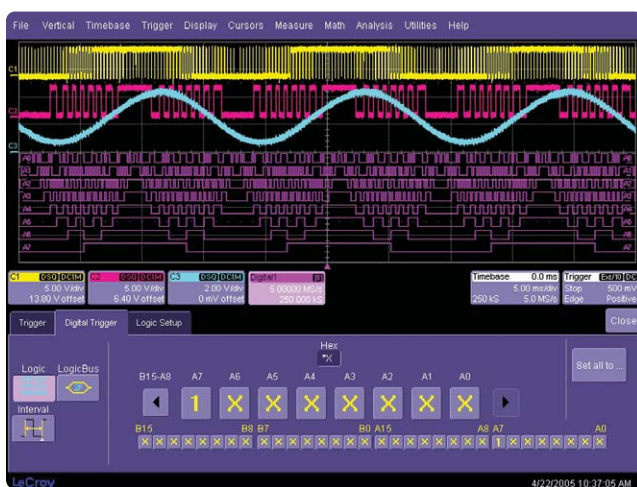 File Vertical Timebase Trigger Display Cursors Measure Math Analysis Utilities Help
C1
C2
C3
A0
A1
A2
A3
A4
A5
A6
A7
C1 DSQ DC1M C2 DSQ DC1M C3 DSQ DC1M Digital1 Timebase 0.0 ms Trigger Ext/10 DC
5.00 V/div 5.00 V/div 2.00 V/div 5.00000 MS/s 5.00 ms/div Stop 500 mV
13.80 V offset 6.40 V offset 0 mV offset 250.000 kS 250 kS 5.0 MS/s Edge Positive
Trigger Digital Trigger Logic Setup Close
Hex
*X
Logic LogicBus B15-A8 A7 A6 A5 A4 A3 A2 A1 A0 Set all to ...
1 X X X X X X X
Interval
B15 B8 B7 B0 A15 A8 A7 A0
X X X X X X X X X X X X X X X X X X X X X X X X 1 X X X X X X X
LeCroy 4/22/2005 10:37:05 AM